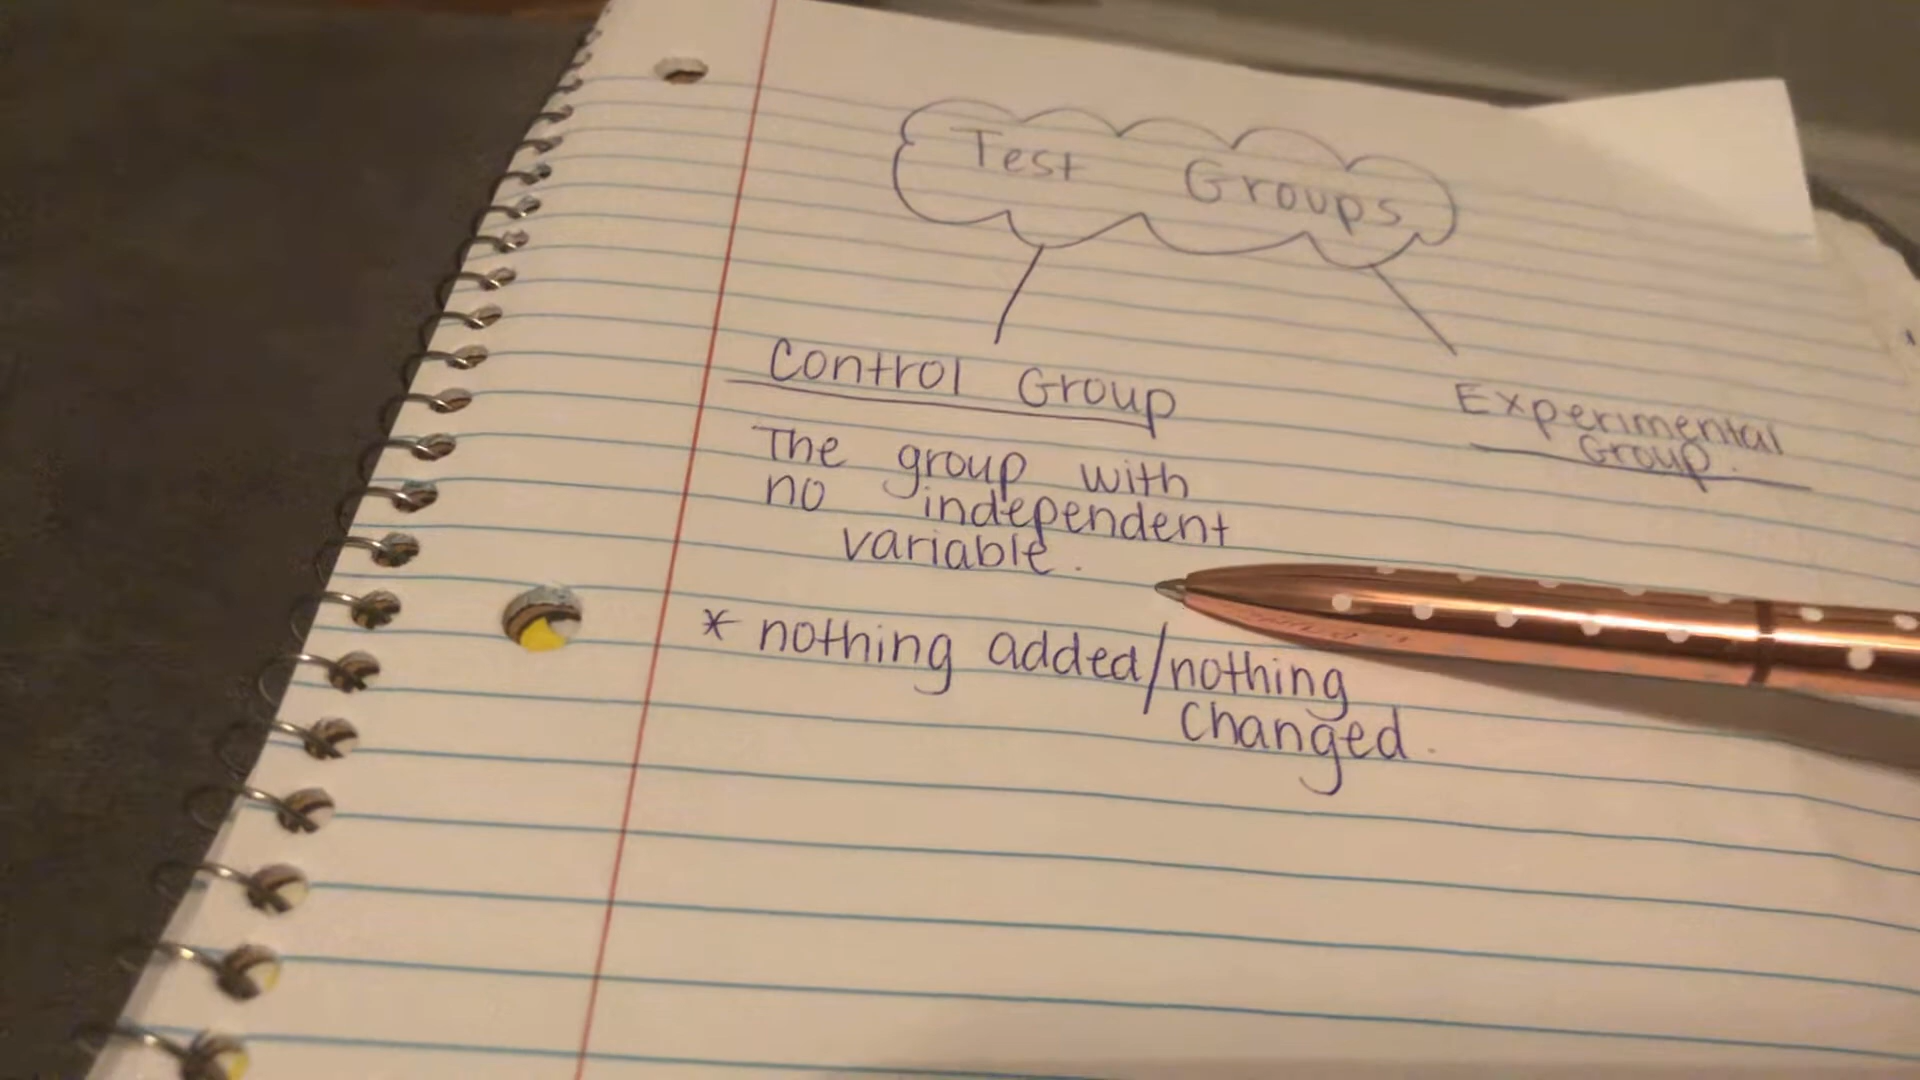 Test Groups
Control Group
The group with
no independent
variable.
* nothing added/nothing
changed.
Experimental
Group.